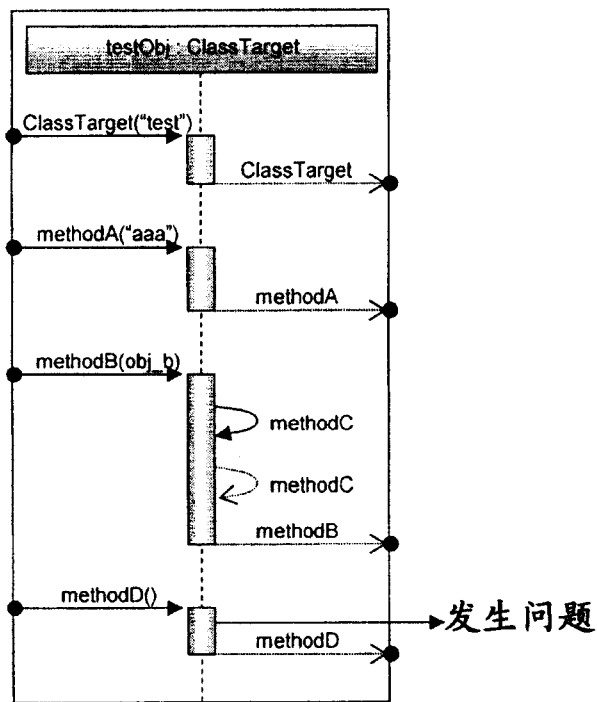 testObj : ClassTarget
ClassTarget("test")
ClassTarget
methodA("aaa")
methodA
methodB(obj_b)
methodC
methodC
methodB
methodD()
发生问题
methodD